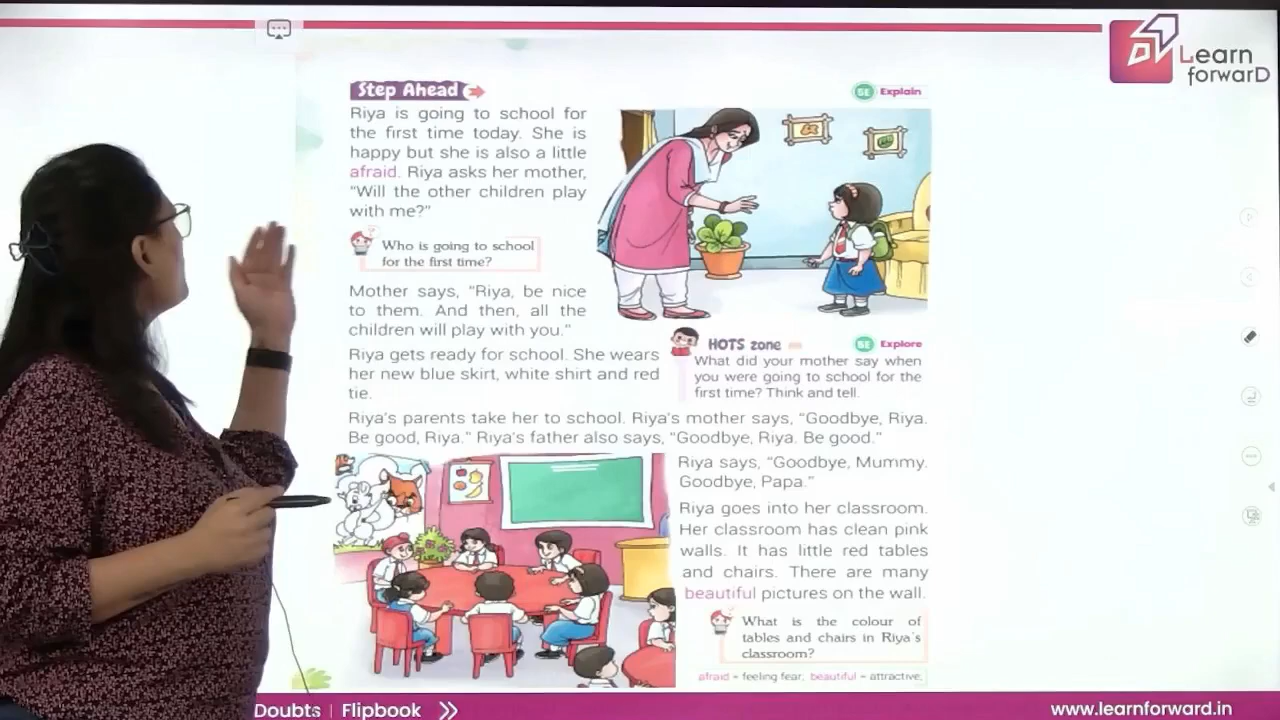 Learn
forwarD
Step Ahead
5E Explain
Riya is going to school for
the first time today. She is
happy but she is also a little
afraid. Riya asks her mother,
“Will the other children play
with me?”
Who is going to school
for the first time?
Mother says, “Riya, be nice
to them. And then, all the
children will play with you.”
HOTS zone
5E Explore
What did your mother say when
you were going to school for the
first time? Think and tell.
Riya gets ready for school. She wears
her new blue skirt, white shirt and red
tie.
Riya’s parents take her to school. Riya’s mother says, “Goodbye, Riya.
Be good, Riya.” Riya’s father also says, “Goodbye, Riya. Be good.”
Riya says, “Goodbye, Mummy.
Goodbye, Papa.”
Riya goes into her classroom.
Her classroom has clean pink
walls. It has little red tables
and chairs. There are many
beautiful pictures on the wall.
What is the colour of
tables and chairs in Riya’s
classroom?
afraid – feeling fear; beautiful – attractive;
Doubts | Flipbook
www.learnforward.in